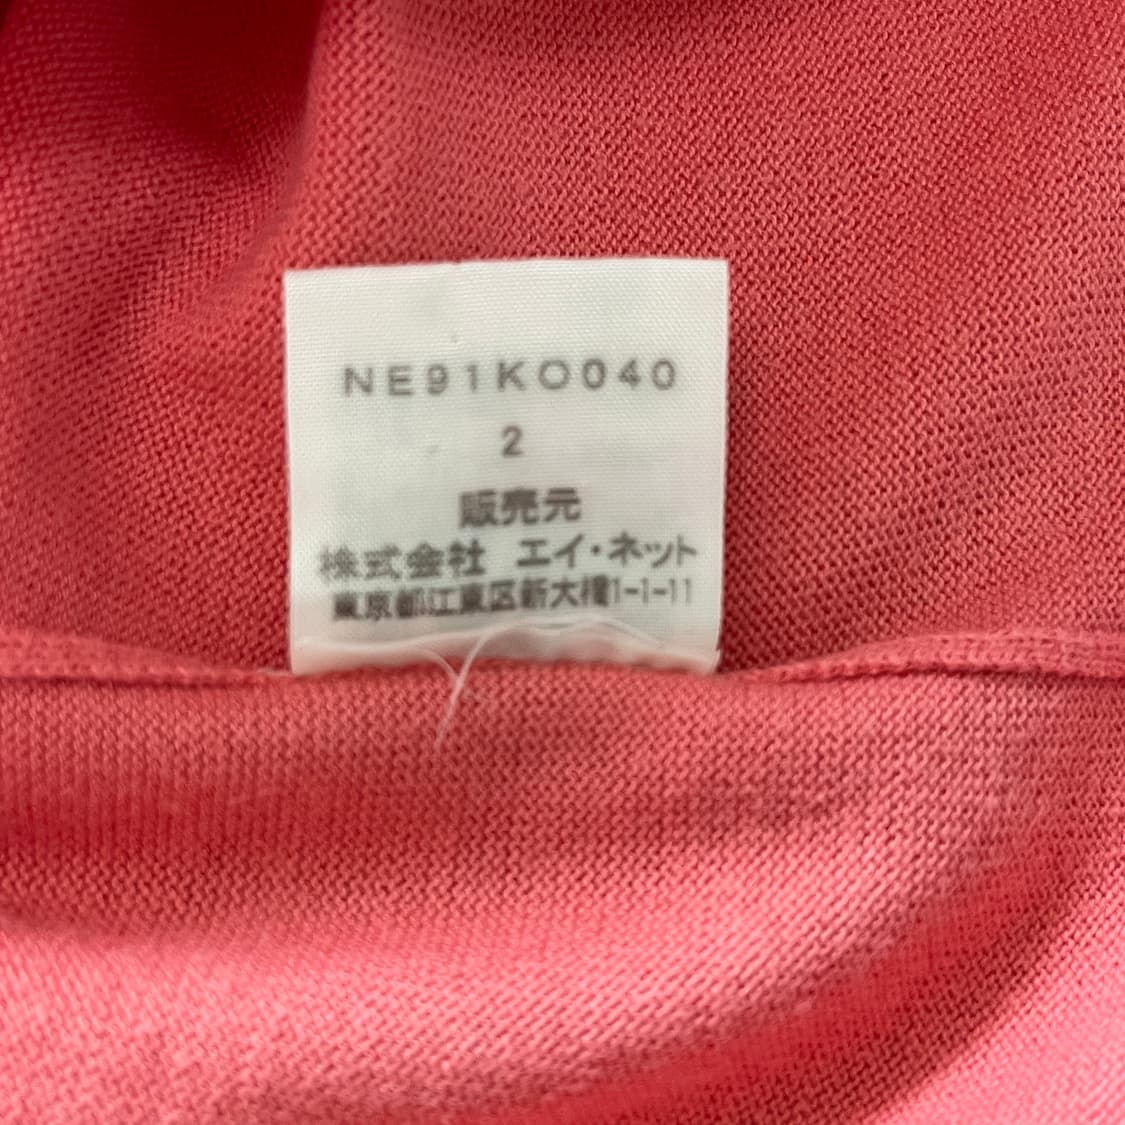 NE91KO040
2
販売元
株式会社 エイ・ネット
東京都江東区新大橋1-1-11